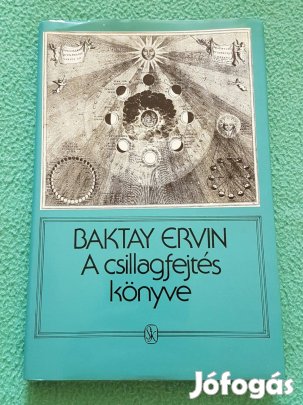 BAKTAY ERVIN
A csillagfejtés
könyve
Jófogás